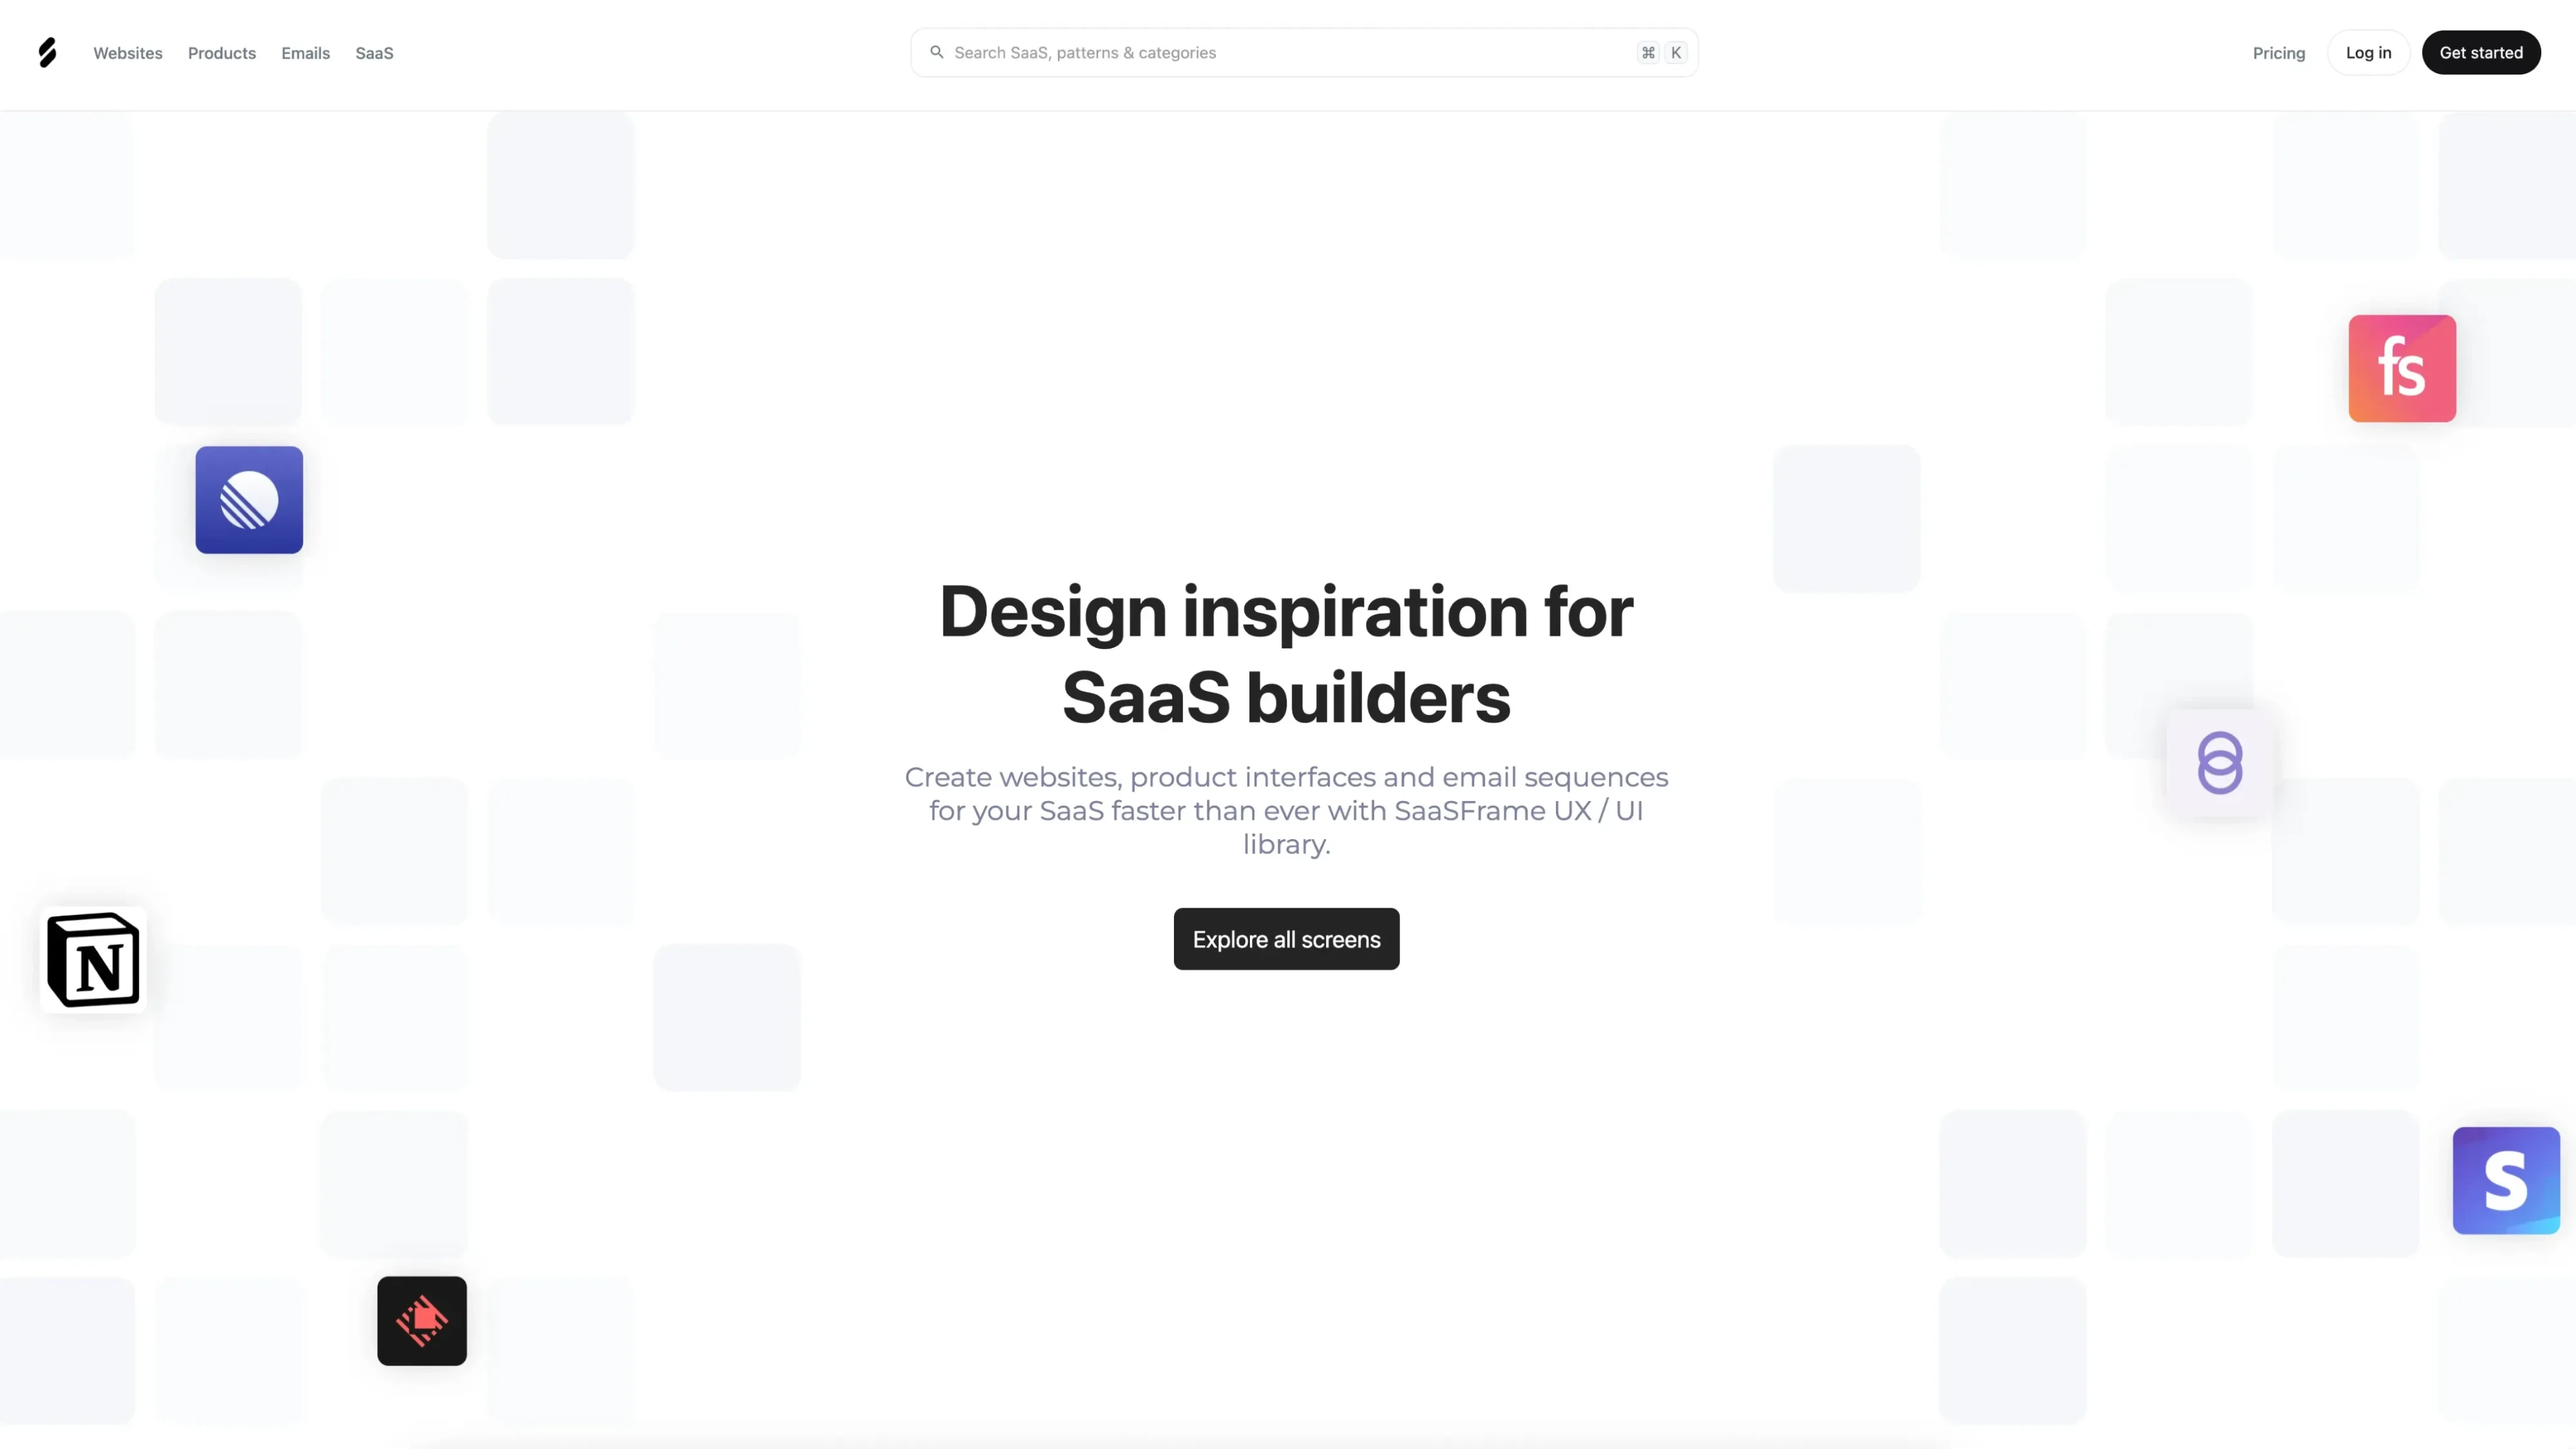 Websites Products Emails SaaS
Search SaaS, patterns & categories ⌘ K
Pricing Log in Get started
fs
Design inspiration for
SaaS builders
Create websites, product interfaces and email sequences
for your SaaS faster than ever with SaaSFrame UX / UI
library.
Explore all screens
N
S